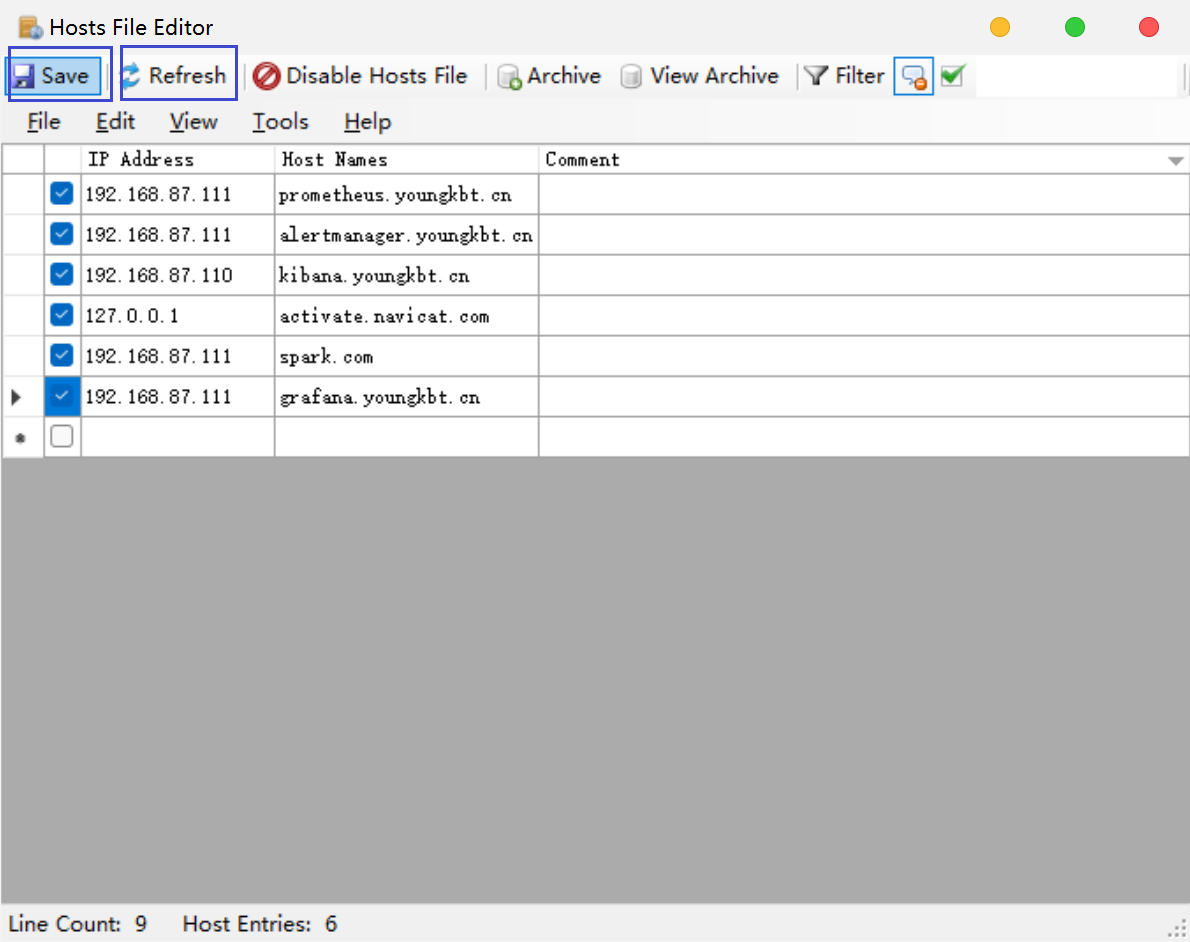 Hosts File Editor
Save Refresh Disable Hosts File Archive View Archive Filter
File Edit View Tools Help
IP Address Host Names Comment
192.168.87.111 prometheus.youngkbt.cn
192.168.87.111 alertmanager.youngkbt.cn
192.168.87.110 kibana.youngkbt.cn
127.0.0.1 activate.navicat.com
192.168.87.111 spark.com
192.168.87.111 grafana.youngkbt.cn
Line Count: 9 Host Entries: 6